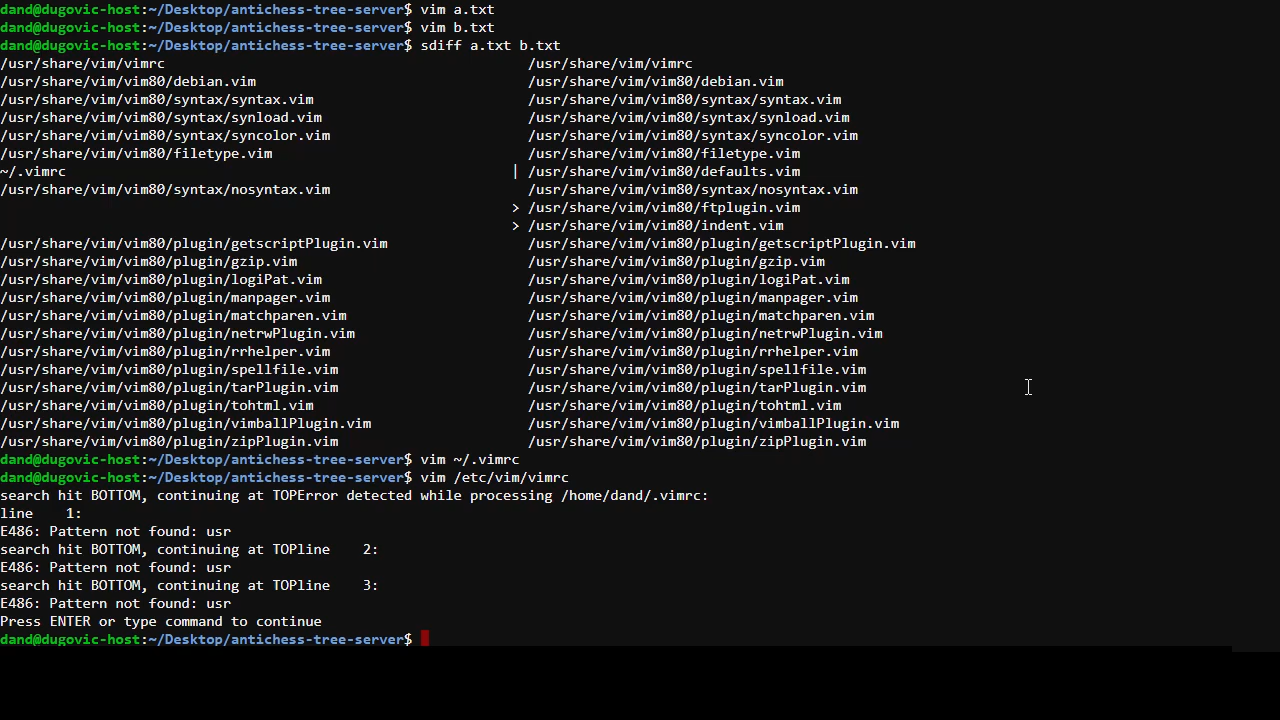 dand@dugovic-host:~/Desktop/antichess-tree-server$ vim a.txt
dand@dugovic-host:~/Desktop/antichess-tree-server$ vim b.txt
dand@dugovic-host:~/Desktop/antichess-tree-server$ sdiff a.txt b.txt
/usr/share/vim/vimrc /usr/share/vim/vimrc
/usr/share/vim/vim80/debian.vim /usr/share/vim/vim80/debian.vim
/usr/share/vim/vim80/syntax/syntax.vim /usr/share/vim/vim80/syntax/syntax.vim
/usr/share/vim/vim80/syntax/synload.vim /usr/share/vim/vim80/syntax/synload.vim
/usr/share/vim/vim80/syntax/syncolor.vim /usr/share/vim/vim80/syntax/syncolor.vim
/usr/share/vim/vim80/filetype.vim /usr/share/vim/vim80/filetype.vim
~/.vimrc | /usr/share/vim/vim80/defaults.vim
/usr/share/vim/vim80/syntax/nosyntax.vim /usr/share/vim/vim80/syntax/nosyntax.vim
> /usr/share/vim/vim80/ftplugin.vim
> /usr/share/vim/vim80/indent.vim
/usr/share/vim/vim80/plugin/getscriptPlugin.vim /usr/share/vim/vim80/plugin/getscriptPlugin.vim
/usr/share/vim/vim80/plugin/gzip.vim /usr/share/vim/vim80/plugin/gzip.vim
/usr/share/vim/vim80/plugin/logiPat.vim /usr/share/vim/vim80/plugin/logiPat.vim
/usr/share/vim/vim80/plugin/manpager.vim /usr/share/vim/vim80/plugin/manpager.vim
/usr/share/vim/vim80/plugin/matchparen.vim /usr/share/vim/vim80/plugin/matchparen.vim
/usr/share/vim/vim80/plugin/netrwPlugin.vim /usr/share/vim/vim80/plugin/netrwPlugin.vim
/usr/share/vim/vim80/plugin/rrhelper.vim /usr/share/vim/vim80/plugin/rrhelper.vim
/usr/share/vim/vim80/plugin/spellfile.vim /usr/share/vim/vim80/plugin/spellfile.vim
/usr/share/vim/vim80/plugin/tarPlugin.vim /usr/share/vim/vim80/plugin/tarPlugin.vim
/usr/share/vim/vim80/plugin/tohtml.vim /usr/share/vim/vim80/plugin/tohtml.vim
/usr/share/vim/vim80/plugin/vimballPlugin.vim /usr/share/vim/vim80/plugin/vimballPlugin.vim
/usr/share/vim/vim80/plugin/zipPlugin.vim /usr/share/vim/vim80/plugin/zipPlugin.vim
dand@dugovic-host:~/Desktop/antichess-tree-server$ vim ~/.vimrc
dand@dugovic-host:~/Desktop/antichess-tree-server$ vim /etc/vim/vimrc
search hit BOTTOM, continuing at TOPError detected while processing /home/dand/.vimrc:
line    1:
E486: Pattern not found: usr
search hit BOTTOM, continuing at TOPline    2:
E486: Pattern not found: usr
search hit BOTTOM, continuing at TOPline    3:
E486: Pattern not found: usr
Press ENTER or type command to continue
dand@dugovic-host:~/Desktop/antichess-tree-server$